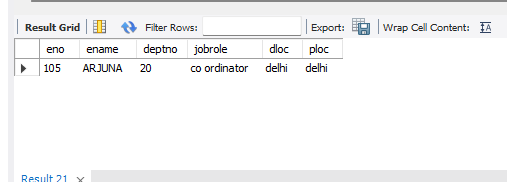 Result Grid Filter Rows: Export: Wrap Cell Content: IA
eno ename deptno jobrole dloc ploc
105 ARJUNA 20 co ordinator delhi delhi
Result 21 ×